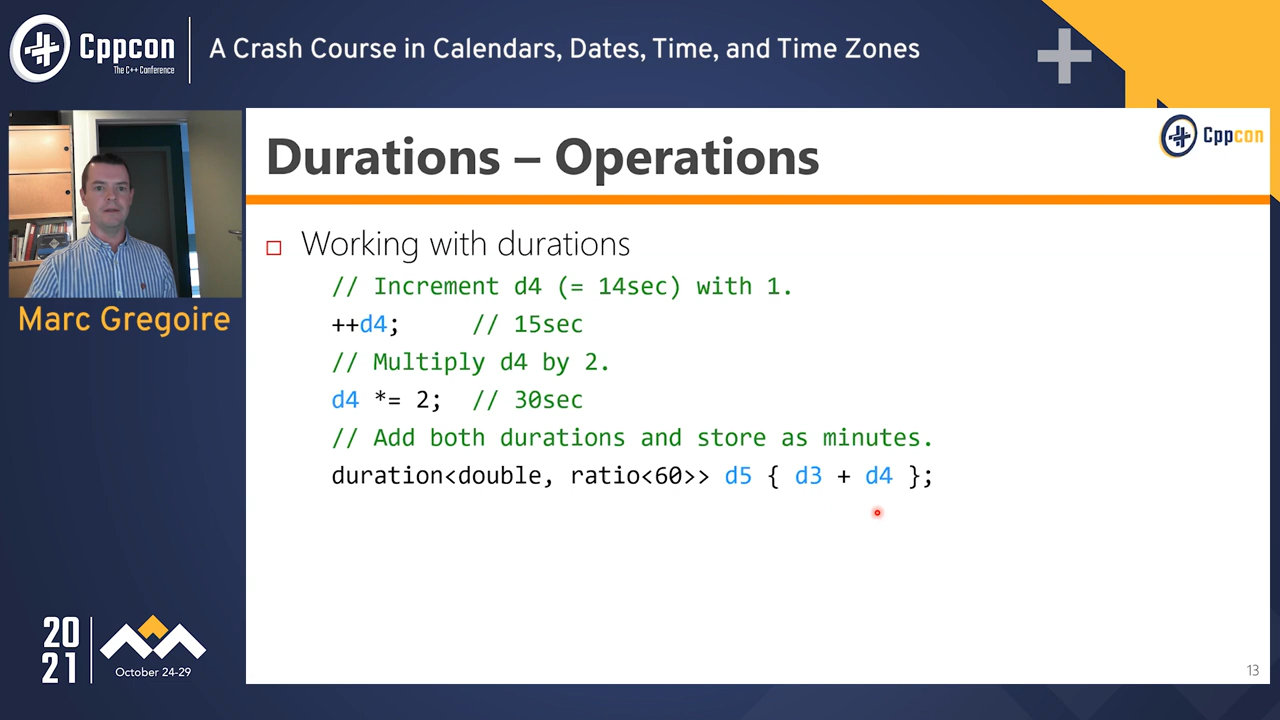 Cppcon
The C++ Conference
A Crash Course in Calendars, Dates, Time, and Time Zones
Cppcon
Marc Gregoire
Durations – Operations
Working with durations
// Increment d4 (= 14sec) with 1.
++d4; // 15sec
// Multiply d4 by 2.
d4 *= 2; // 30sec
// Add both durations and store as minutes.
duration<double, ratio<60>> d5 { d3 + d4 };
20
21
October 24-29
13